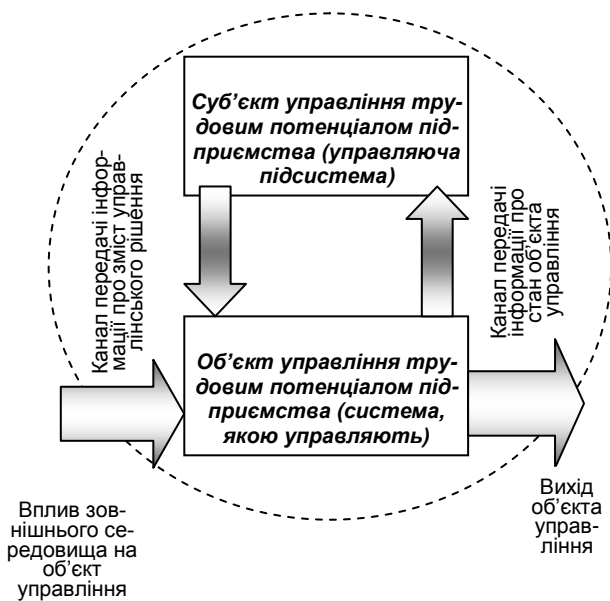 Суб’єкт управління тру-
довим потенціалом під-
приємства (управляюча
підсистема)
Канал передачі інфор-
мації про зміст управ-
лінського рішення
Канал передачі
інформації про
стан об’єкта
управління
Об’єкт управління тру-
довим потенціалом під-
приємства (система,
якою управляють)
Вплив зов-
нішнього се-
редовища на
об’єкт
управління
Вихід
об’єкта
управ-
ління